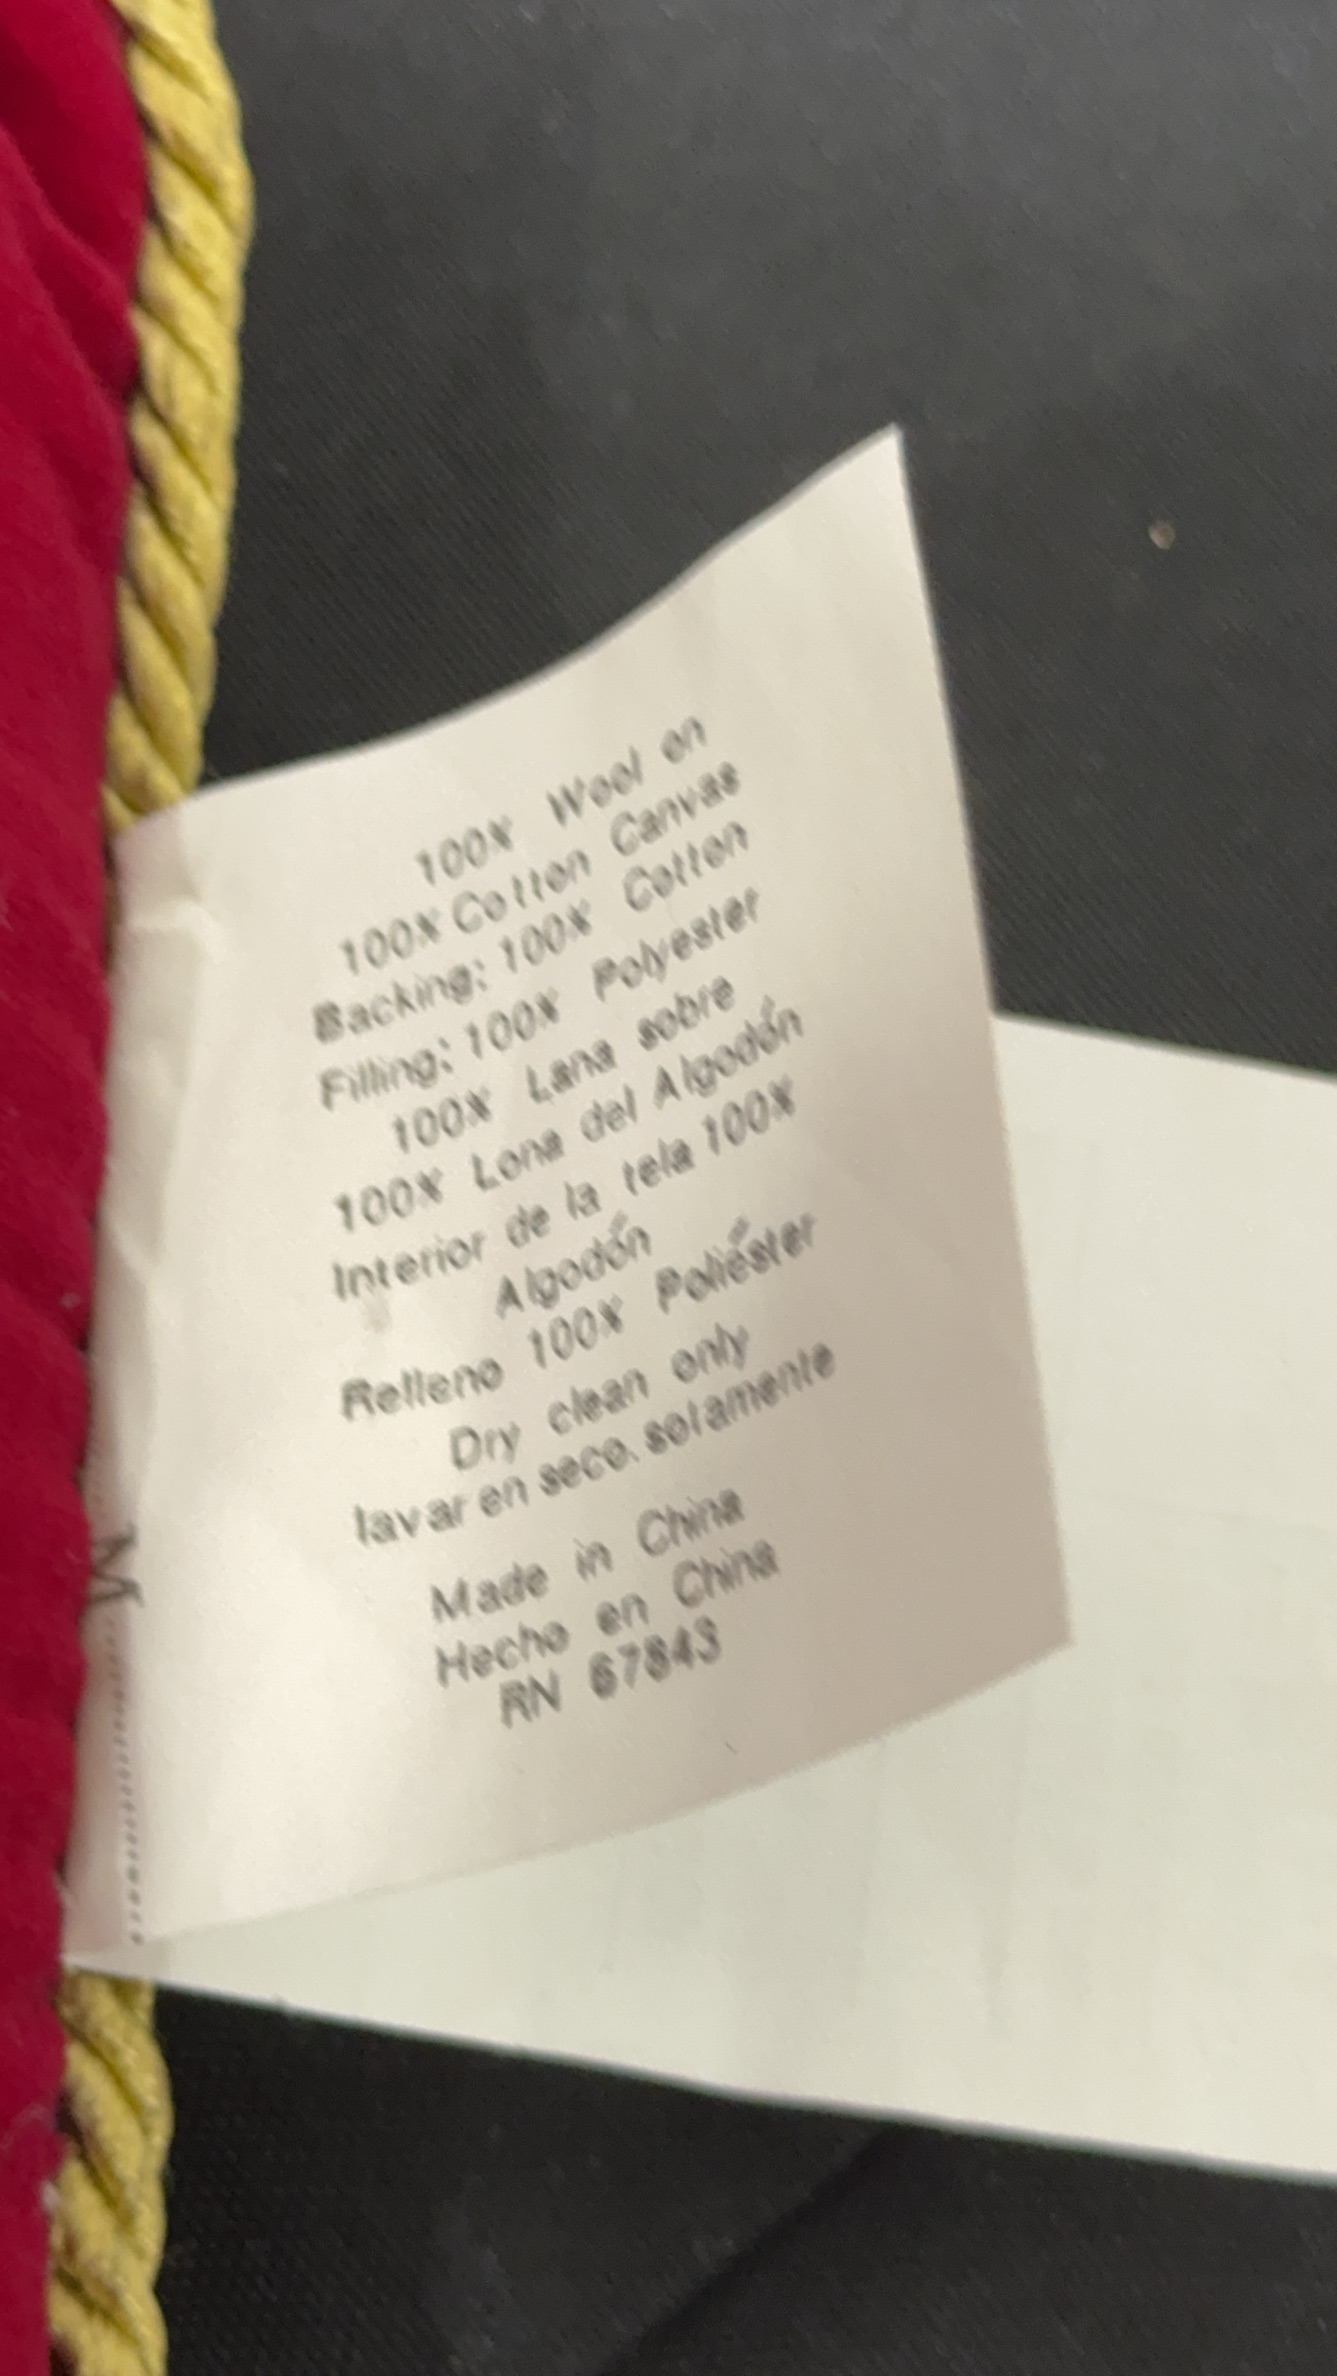 100% Wool on
100% Cotton Canvas
Backing: 100% Cotton
Filling: 100% Polyester
100% Lana sobre
100% Lona del Algodón
Interior de la tela 100%
Algodón
Relleno 100% Poliéster
Dry clean only
lavar en seco. solamente
Made in China
Hecho en China
RN 67843